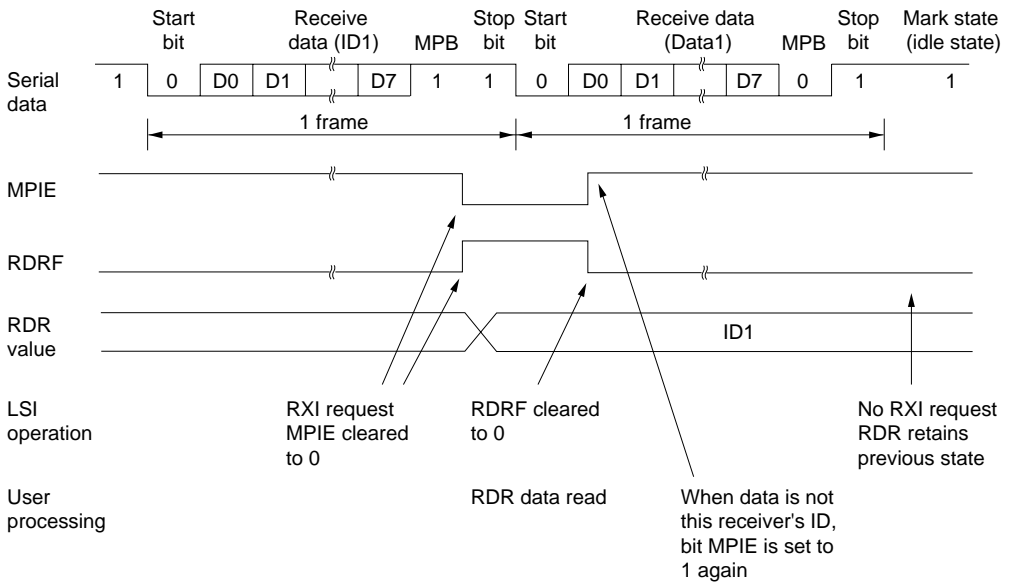 Start bit
Receive data (ID1)
MPB
Stop bit
Start bit
Receive data (Data1)
MPB
Stop bit
Mark state (idle state)
Serial data
1 0 D0 D1 D7 1 1 0 D0 D1 D7 0 1 1
1 frame
1 frame
MPIE
RDRF
RDR value
ID1
LSI operation
RXI request
MPIE cleared
to 0
RDRF cleared
to 0
No RXI request
RDR retains
previous state
User processing
RDR data read
When data is not
this receiver's ID,
bit MPIE is set to
1 again